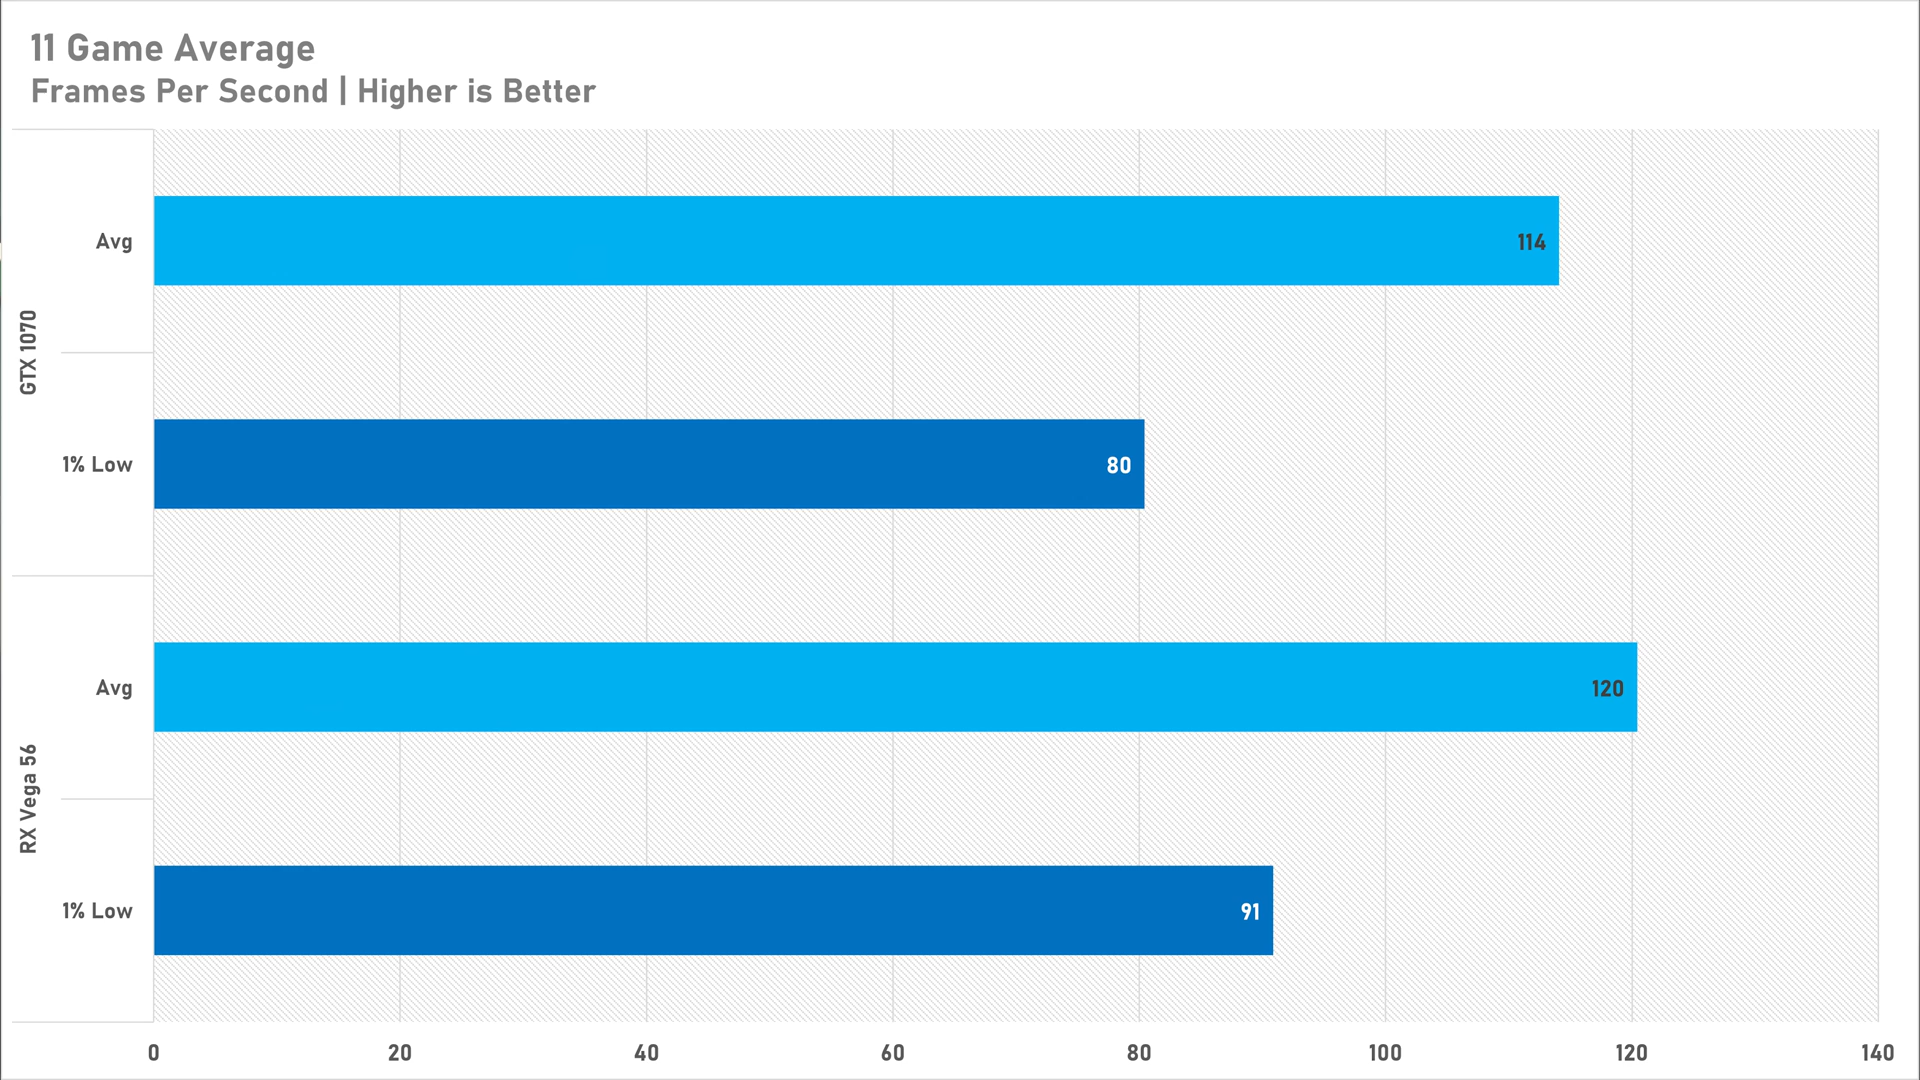 11 Game Average
Frames Per Second | Higher is Better
GTX 1070
Avg
114
1% Low
80
RX Vega 56
Avg
120
1% Low
91
0 20 40 60 80 100 120 140